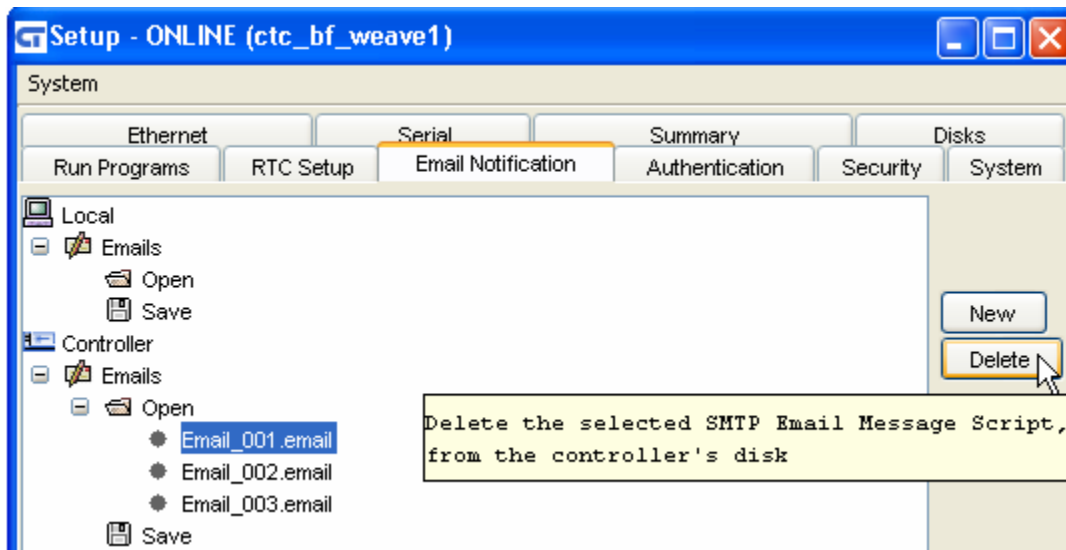 CT Setup - ONLINE (ctc_bf_weave1)
System
Ethernet Serial Summary Disks
Run Programs RTC Setup Email Notification Authentication Security System
Local
Emails
Open
Save
New
Controller
Delete
Emails
Open
Delete the selected SMTP Email Message Script,
Email_001.email
from the controller's disk
Email_002.email
Email_003.email
Save